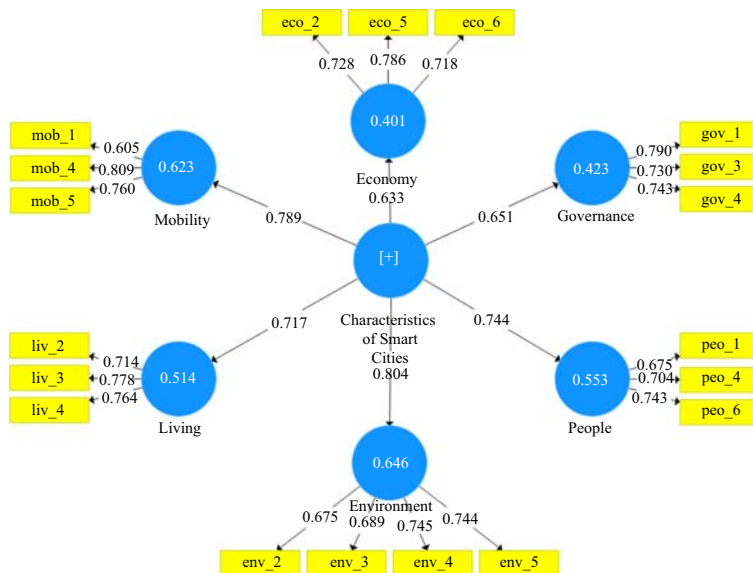 eco_2 eco_5 eco_6
0.728 0.786 0.718
0.401
Economy
0.633
mob_1
mob_4
mob_5
0.605
0.809
0.760
0.623
Mobility
0.789
gov_1
gov_3
gov_4
0.790
0.730
0.743
0.423
Governance
0.651
[+]
Characteristics
of Smart
Cities
0.804
liv_2
liv_3
liv_4
0.714
0.778
0.764
0.514
Living
0.717
peo_1
peo_4
peo_6
0.675
0.704
0.743
0.553
People
0.744
0.646
Environment
0.675 0.689 0.745 0.744
env_2 env_3 env_4 env_5